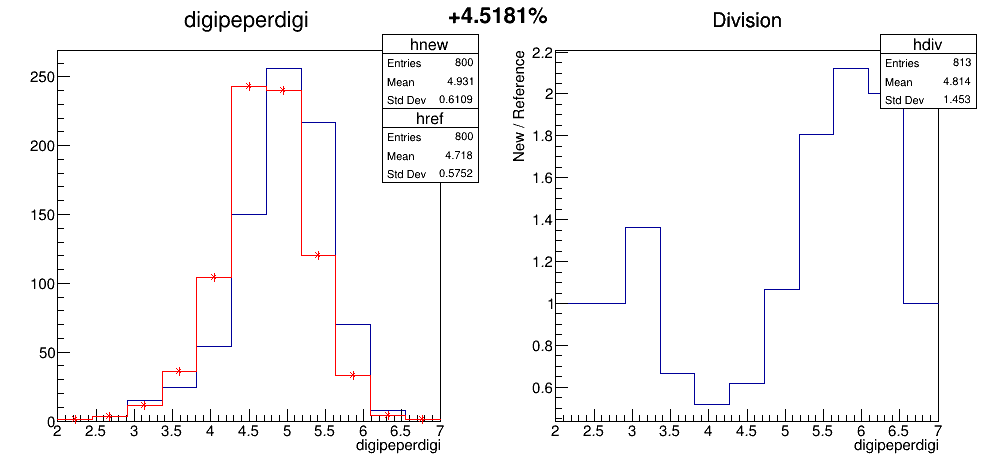 +4.5181%
digipeperdigi
hnew
Entries 800
Mean 4.931
Std Dev 0.6109
href
Entries 800
Mean 4.718
Std Dev 0.5752
250
200
150
100
50
0
2 2.5 3 3.5 4 4.5 5 5.5 6 6.5 7
digipeperdigi
Division
hdiv
Entries 813
Mean 4.814
Std Dev 1.453
New / Reference
2.2
2
1.8
1.6
1.4
1.2
1
0.8
0.6
2 2.5 3 3.5 4 4.5 5 5.5 6 6.5 7
digipeperdigi